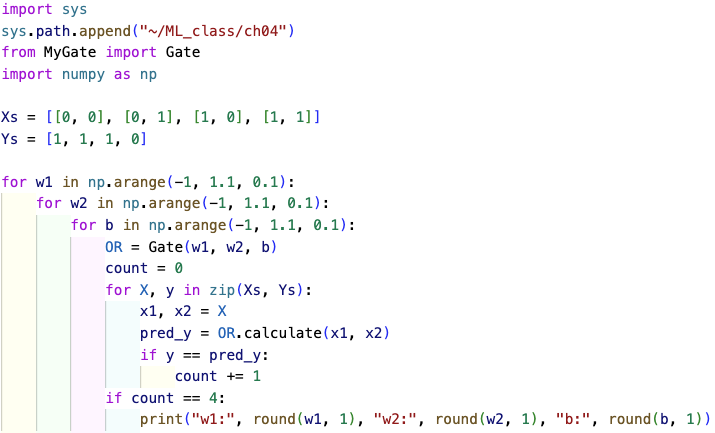 import sys
sys.path.append("~/ML_class/ch04")
from MyGate import Gate
import numpy as np

Xs = [[0, 0], [0, 1], [1, 0], [1, 1]]
Ys = [1, 1, 1, 0]

for w1 in np.arange(-1, 1.1, 0.1):
    for w2 in np.arange(-1, 1.1, 0.1):
        for b in np.arange(-1, 1.1, 0.1):
            OR = Gate(w1, w2, b)
            count = 0
            for X, y in zip(Xs, Ys):
                x1, x2 = X
                pred_y = OR.calculate(x1, x2)
                if y == pred_y:
                    count += 1
            if count == 4:
                print("w1:", round(w1, 1), "w2:", round(w2, 1), "b:", round(b, 1))